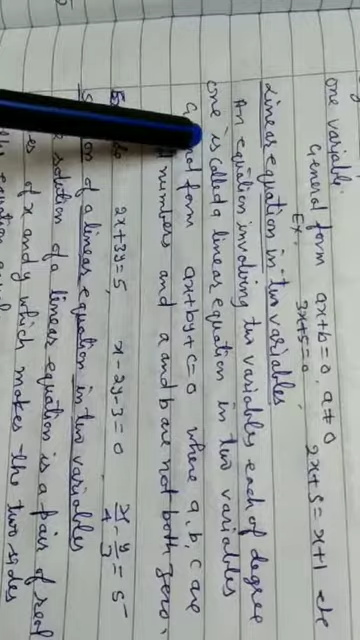 one variable.
General form ax+b=0, a≠0
Ex. 3x+5=0, 2x+5=x+1 etc
Linear equation in two variables
An equation involving two variables each of degree
one is called a linear equation in two variables
form ax+by+c=0 where a, b, c are
numbers and a and b are not both zero.
2x+3y=5, x-2y-3=0 x/4 - y/3 = 5
of a linear equation in two variables
solution of a linear equation is a pair of real
of x and y which makes the two sides
equation